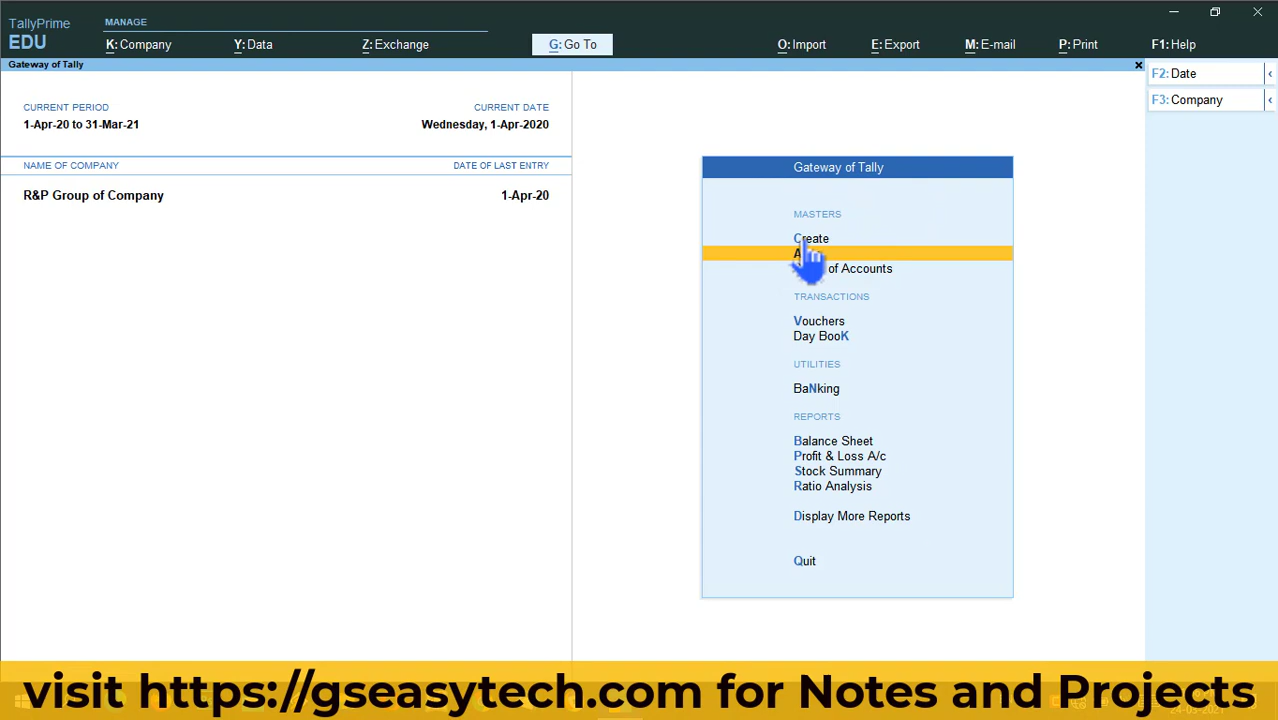 TallyPrime
EDU
MANAGE
K: Company
Y: Data
Z: Exchange
G: Go To
O: Import
E: Export
M: E-mail
P: Print
F1: Help
Gateway of Tally
F2: Date
F3: Company
CURRENT PERIOD
CURRENT DATE
1-Apr-20 to 31-Mar-21
Wednesday, 1-Apr-2020
NAME OF COMPANY
DATE OF LAST ENTRY
R&P Group of Company
1-Apr-20
Gateway of Tally
MASTERS
Create
of Accounts
TRANSACTIONS
Vouchers
Day BooK
UTILITIES
BaNking
REPORTS
Balance Sheet
Profit & Loss A/c
Stock Summary
Ratio Analysis
Display More Reports
Quit
visit https://gseasytech.com for Notes and Projects